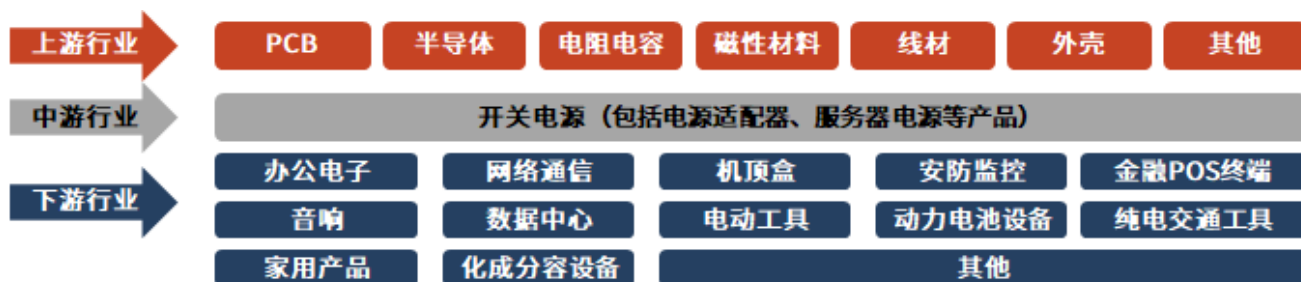 上游行业 PCB 半导体 电阻电容 磁性材料 线材 外壳 其他
中游行业 开关电源（包括电源适配器、服务器电源等产品）
办公电子 网络通信 机顶盒 安防监控 金融POS终端
下游行业
音响 数据中心 电动工具 动力电池设备 纯电交通工具
家用产品 化成分容设备 其他